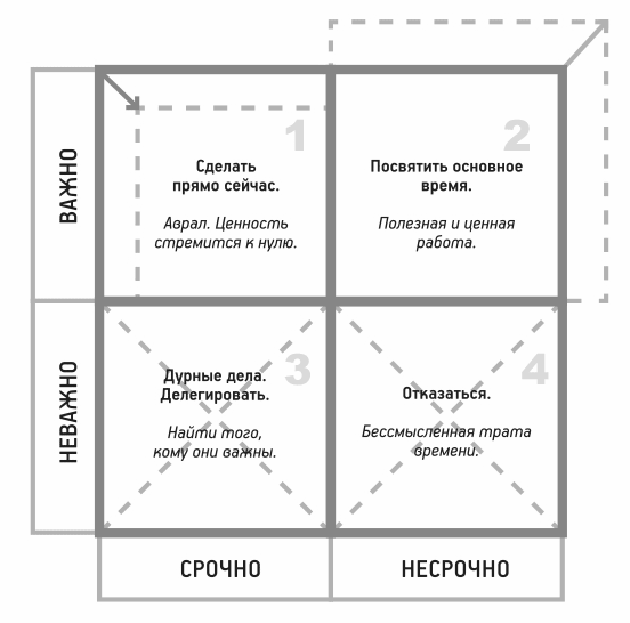 ВАЖНО
1
Сделать
прямо сейчас.
Аврал. Ценность
стремится к нулю.
2
Посвятить основное
время.
Полезная и ценная
работа.
НЕВАЖНО
3
Дурные дела.
Делегировать.
Найти того,
кому они важны.
4
Отказаться.
Бессмысленная трата
времени.
СРОЧНО
НЕСРОЧНО